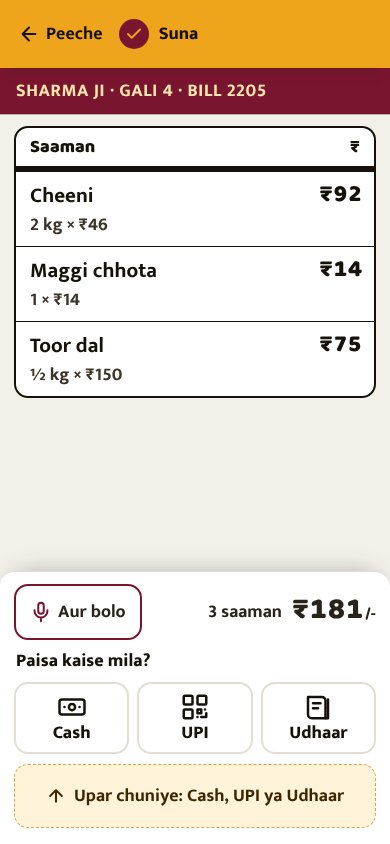 Peeche Suna
SHARMA JI · GALI 4 · BILL 2205
Saaman ₹
Cheeni ₹92
2 kg × ₹46
Maggi chhota ₹14
1 × ₹14
Toor dal ₹75
½ kg × ₹150
Aur bolo 3 saaman ₹181/-
Paisa kaise mila?
Cash UPI Udhaar
Upar chuniye: Cash, UPI ya Udhaar